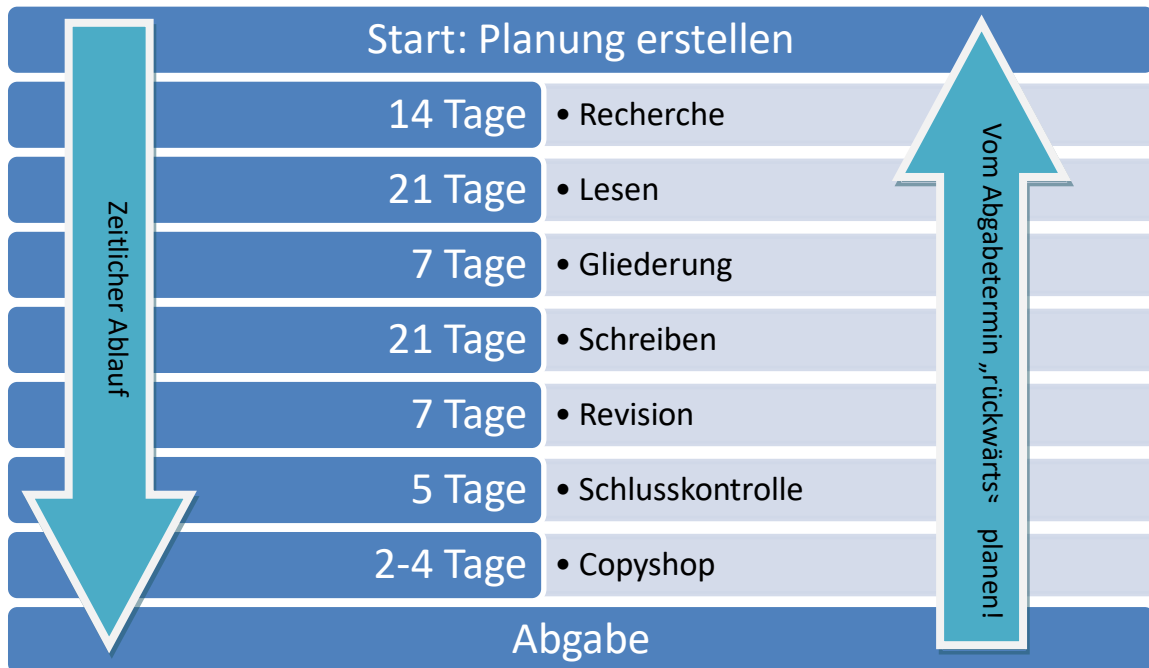 Start: Planung erstellen
14 Tage
• Recherche
21 Tage
• Lesen
7 Tage
• Gliederung
21 Tage
• Schreiben
7 Tage
• Revision
5 Tage
• Schlusskontrolle
2-4 Tage
• Copyshop
Abgabe
Zeitlicher Ablauf
Vom Abgabetermin „rückwärts“ planen!